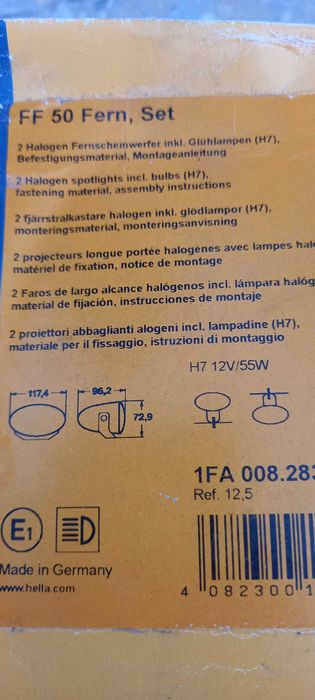 FF 50 Fern, Set
2 Halogen Fernscheinwerfer inkl. Glühlampen (H7),
Befestigungsmaterial, Montageanleitung
2 Halogen spotlights incl. bulbs (H7),
fastening material, assembly instructions
2 fjärrstralkastare halogen inkl. glödlampor (H7),
monteringsmaterial, monteringsanvisning
2 projecteurs longue portée halogènes avec lampes hal
matériel de fixation, notice de montage
2 Faros de largo alcance halógenos incl. lámpara halóg
material de fijación, instrucciones de montaje
2 proiettori abbaglianti alogeni incl. lampadine (H7),
materiale per il fissaggio, istruzioni di montaggio
H7 12V/55W
117,4
96,2
72,9
1FA 008.283
Ref. 12,5
E1
Made in Germany
www.hella.com
4 082300 1